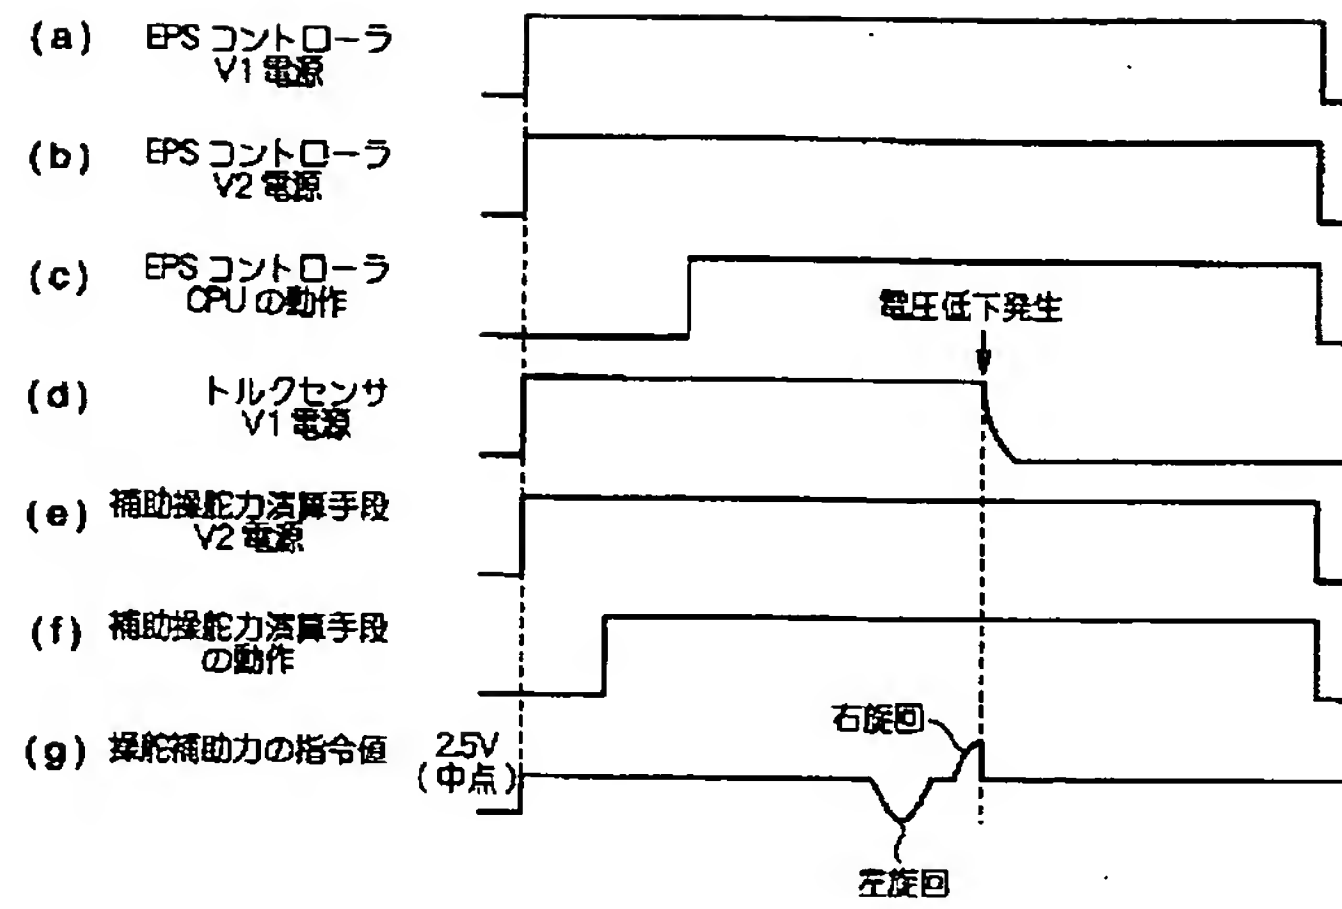 (a) EPS コントローラ
V1 電源
(b) EPS コントローラ
V2 電源
(c) EPS コントローラ
CPU の動作
電圧低下発生
(d) トルクセンサ
V1 電源
(e) 補助操舵力演算手段
V2 電源
(f) 補助操舵力演算手段
の動作
右旋回
(g) 操舵補助力の指令値 2.5V
(中点)
左旋回